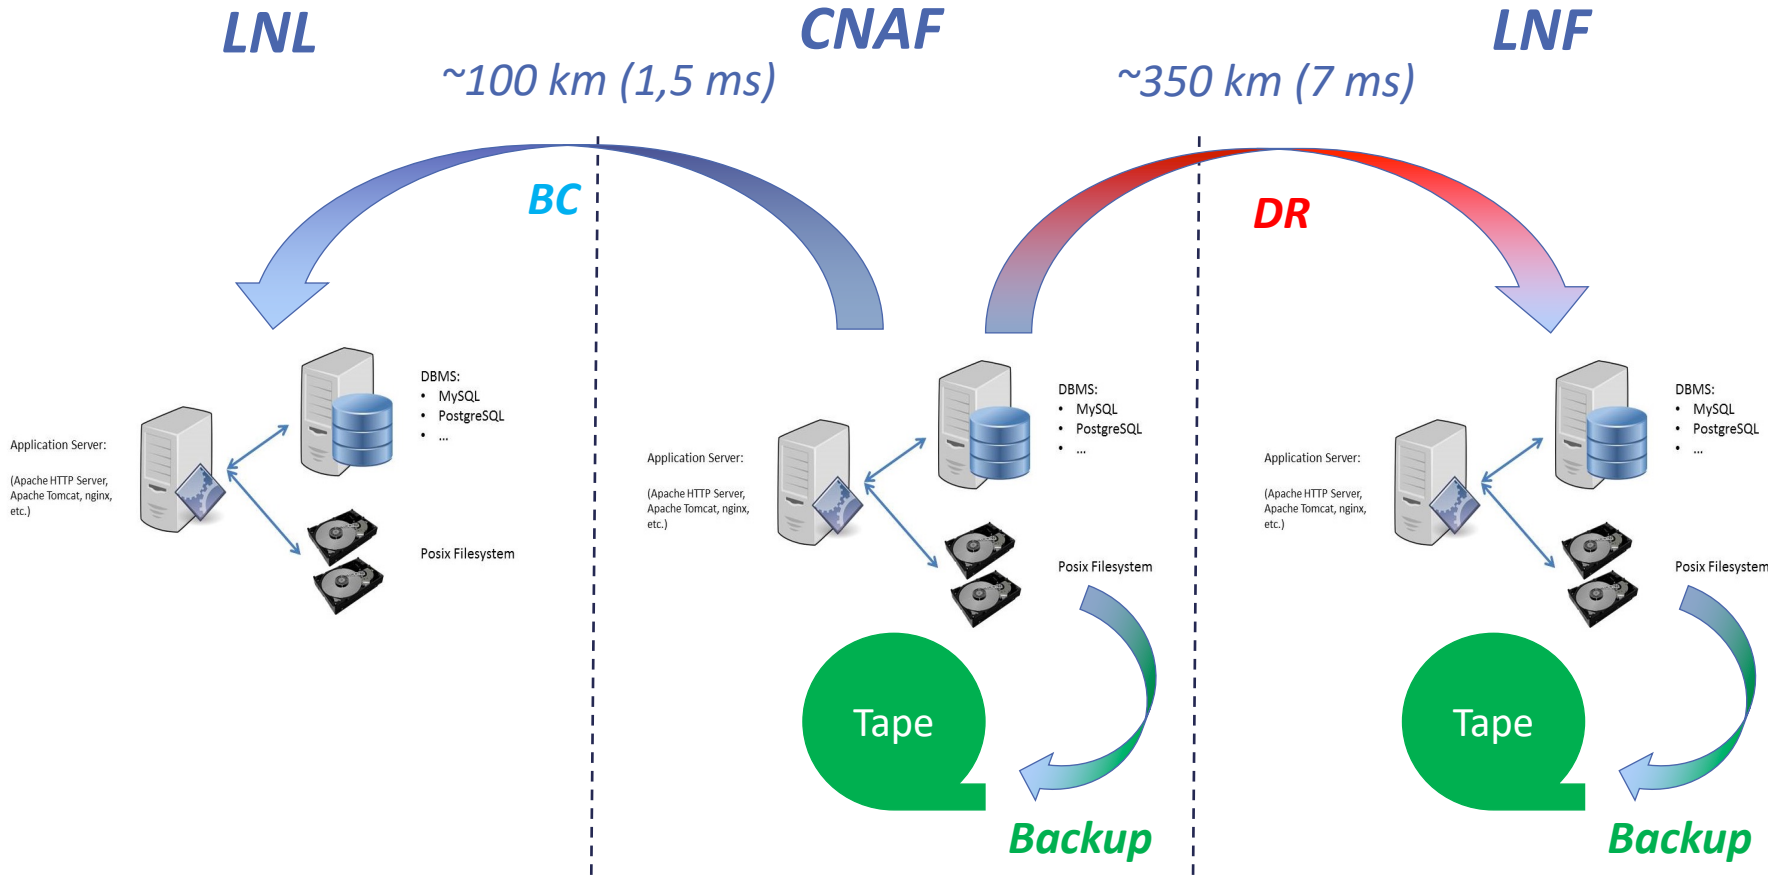 LNL
CNAF
LNF
~100 km (1,5 ms)
~350 km (7 ms)
BC
DR
DBMS:
• MySQL
• PostgreSQL
• ...
Application Server:
(Apache HTTP Server,
Apache Tomcat, nginx,
etc.)
Posix Filesystem
DBMS:
• MySQL
• PostgreSQL
• ...
Application Server:
(Apache HTTP Server,
Apache Tomcat, nginx,
etc.)
Posix Filesystem
Tape
Backup
DBMS:
• MySQL
• PostgreSQL
• ...
Application Server:
(Apache HTTP Server,
Apache Tomcat, nginx,
etc.)
Posix Filesystem
Tape
Backup